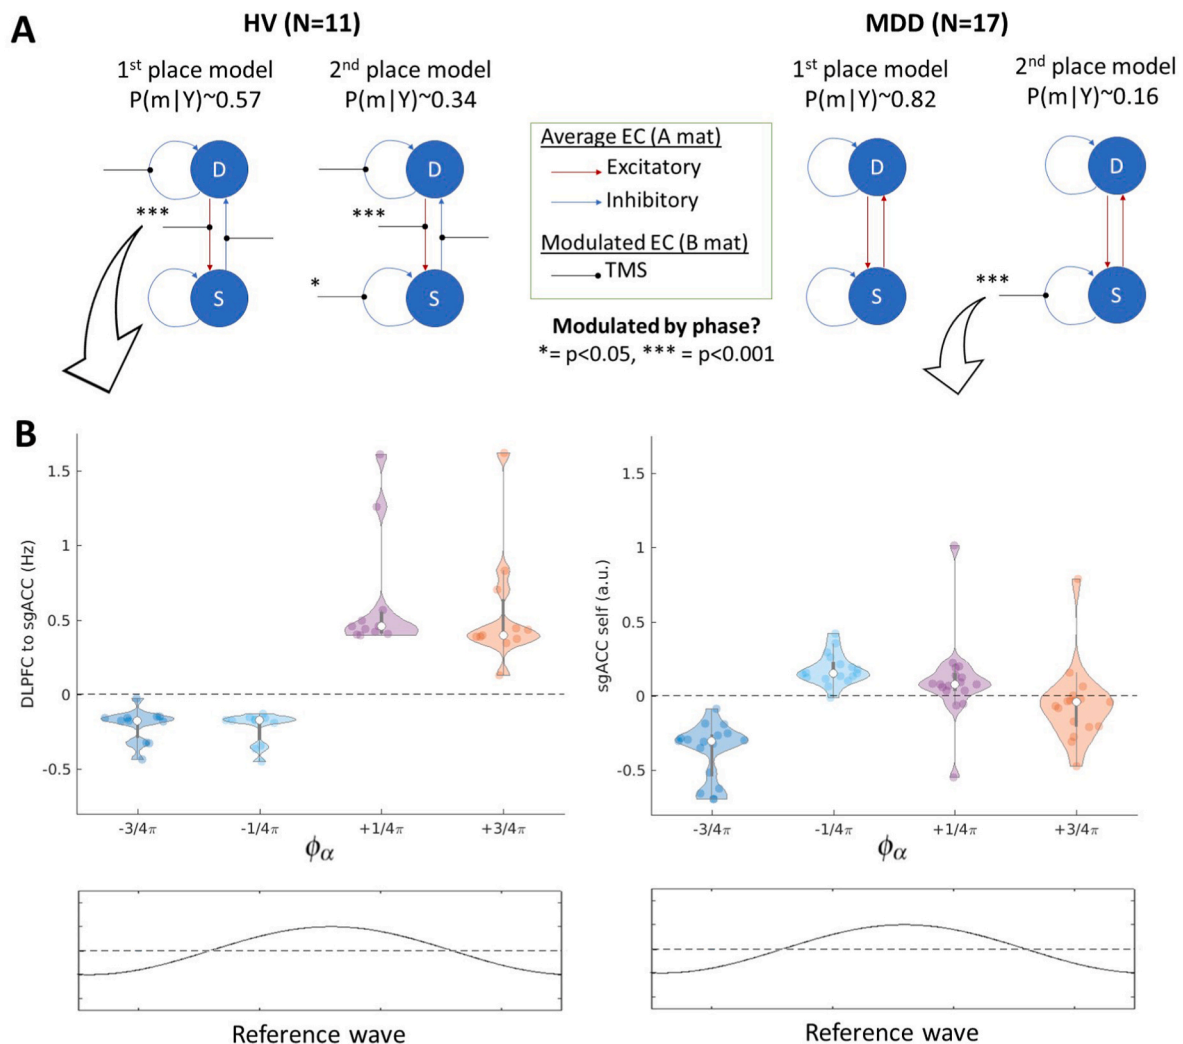 A
HV (N=11)
MDD (N=17)
1st place model
P(m|Y)~0.57
2nd place model
P(m|Y)~0.34
1st place model
P(m|Y)~0.82
2nd place model
P(m|Y)~0.16
D
D
D
D
***
***
S
*
S
S
***
S
Average EC (A mat)
Excitatory
Inhibitory
Modulated EC (B mat)
TMS
Modulated by phase?
*= p<0.05, *** = p<0.001
B
DLPFC to sgACC (Hz)
1.5
1
0.5
0
-0.5
-3/4π
-1/4π
+1/4π
+3/4π
ϕα
Reference wave
sgACC self (a.u.)
1.5
1
0.5
0
-0.5
-3/4π
-1/4π
+1/4π
+3/4π
ϕα
Reference wave